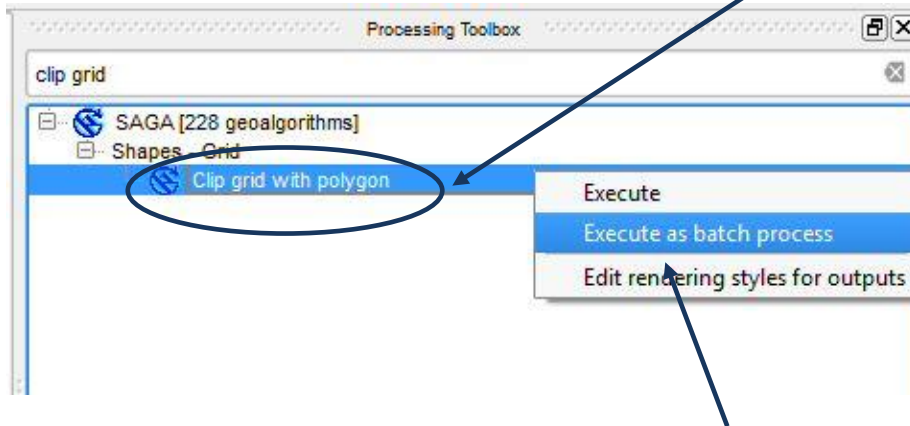 Processing Toolbox
clip grid
SAGA [228 geoalgorithms]
Shapes - Grid
Clip grid with polygon
Execute
Execute as batch process
Edit rendering styles for outputs